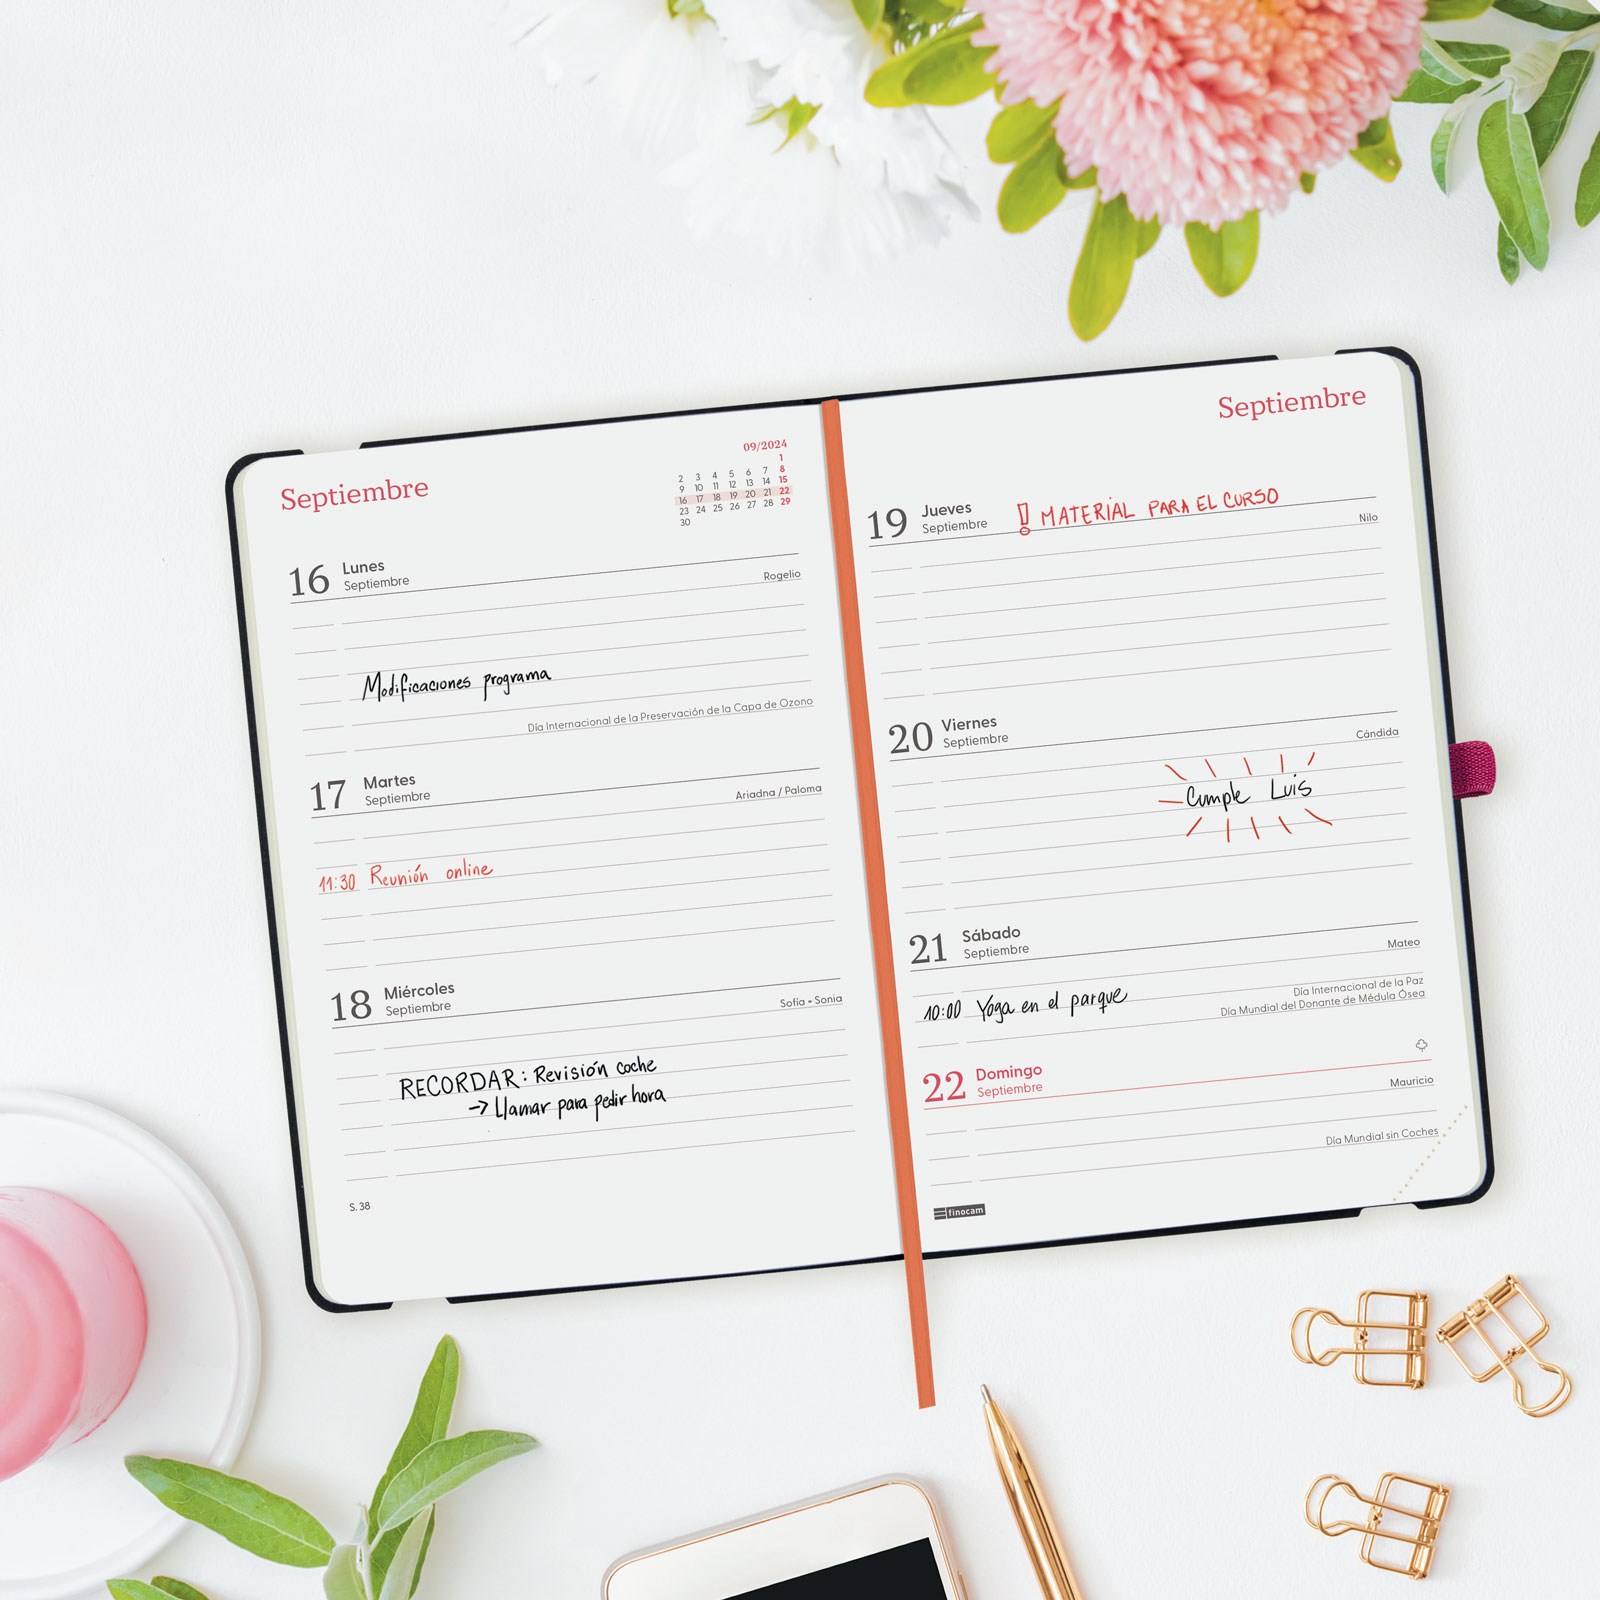 Septiembre
09/2024
1
2 3 4 5 6 7 8
9 10 11 12 13 14 15
16 17 18 19 20 21 22
23 24 25 26 27 28 29
30
16 Lunes
Septiembre
Rogelio
Modificaciones programa
Día Internacional de la Preservación de la Capa de Ozono
17 Martes
Septiembre
Ariadna / Paloma
11:30 Reunión online
18 Miércoles
Septiembre
Sofía - Sonia
RECORDAR: Revisión coche
→ Llamar para pedir hora
S. 38
Septiembre
19 Jueves
Septiembre
! MATERIAL PARA EL CURSO
Nilo
20 Viernes
Septiembre
Cándida
Cumple Luis
21 Sábado
Septiembre
Mateo
10:00 Yoga en el parque
Día Internacional de la Paz
Día Mundial del Donante de Médula Ósea
22 Domingo
Septiembre
Mauricio
Día Mundial sin Coches
finocam